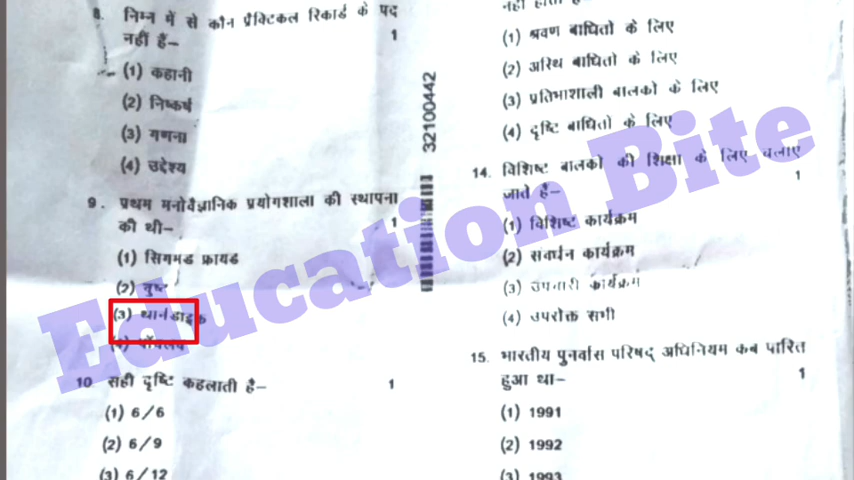 8. निम्न में से कौन प्रैक्टिकल रिकार्ड के पद
नहीं हैं– 1
(1) कहानी
(2) निष्कर्ष
(3) गणना
(4) उद्देश्य
9. प्रथम मनोवैज्ञानिक प्रयोगशाला की स्थापना
की थी– 1
(1) सिगमड फ्रायड
(2) वुण्ट
(3) थार्नडाइक
(4) पॉवलव
10. सही दृष्टि कहलाती है– 1
(1) 6/6
(2) 6/9
(3) 6/12
32100442
(1) श्रवण बाधितो के लिए
(2) अस्थि बाधितो के लिए
(3) प्रतिभाशाली बालको के लिए
(4) दृष्टि बाधितो के लिए
14. विशिष्ट बालको की शिक्षा के लिए चलाए
जाते है– 1
(1) विशिष्ट कार्यक्रम
(2) सवर्धन कार्यक्रम
(3) उपचारी कार्यक्रम
(4) उपरोक्त सभी
15. भारतीय पुनर्वास परिषद् अधिनियम कब पारित
हुआ था– 1
(1) 1991
(2) 1992
(3) 1993
Education Bite